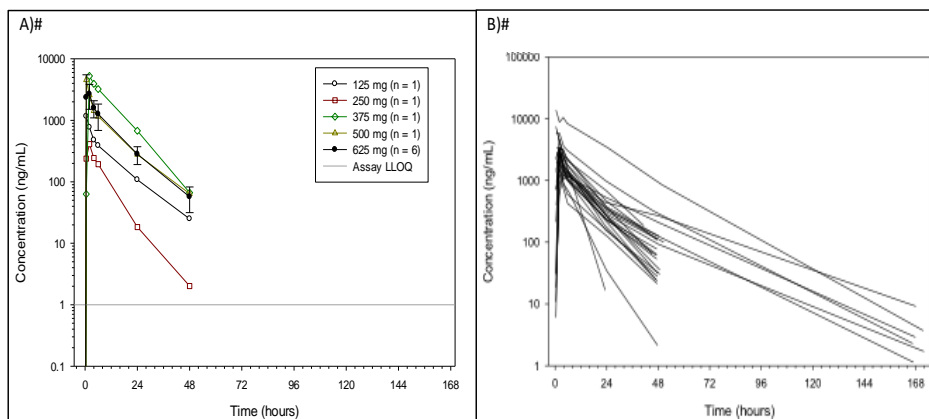 A)#
10000
1000
100
10
1
0.1
Concentration (ng/mL)
125 mg (n = 1)
250 mg (n = 1)
375 mg (n = 1)
500 mg (n = 1)
625 mg (n = 6)
Assay LLOQ
0 24 48 72 96 120 144 168
Time (hours)
B)#
100000
10000
1000
100
10
1
Concentration (ng/mL)
0 24 48 72 96 120 144 168
Time (hours)